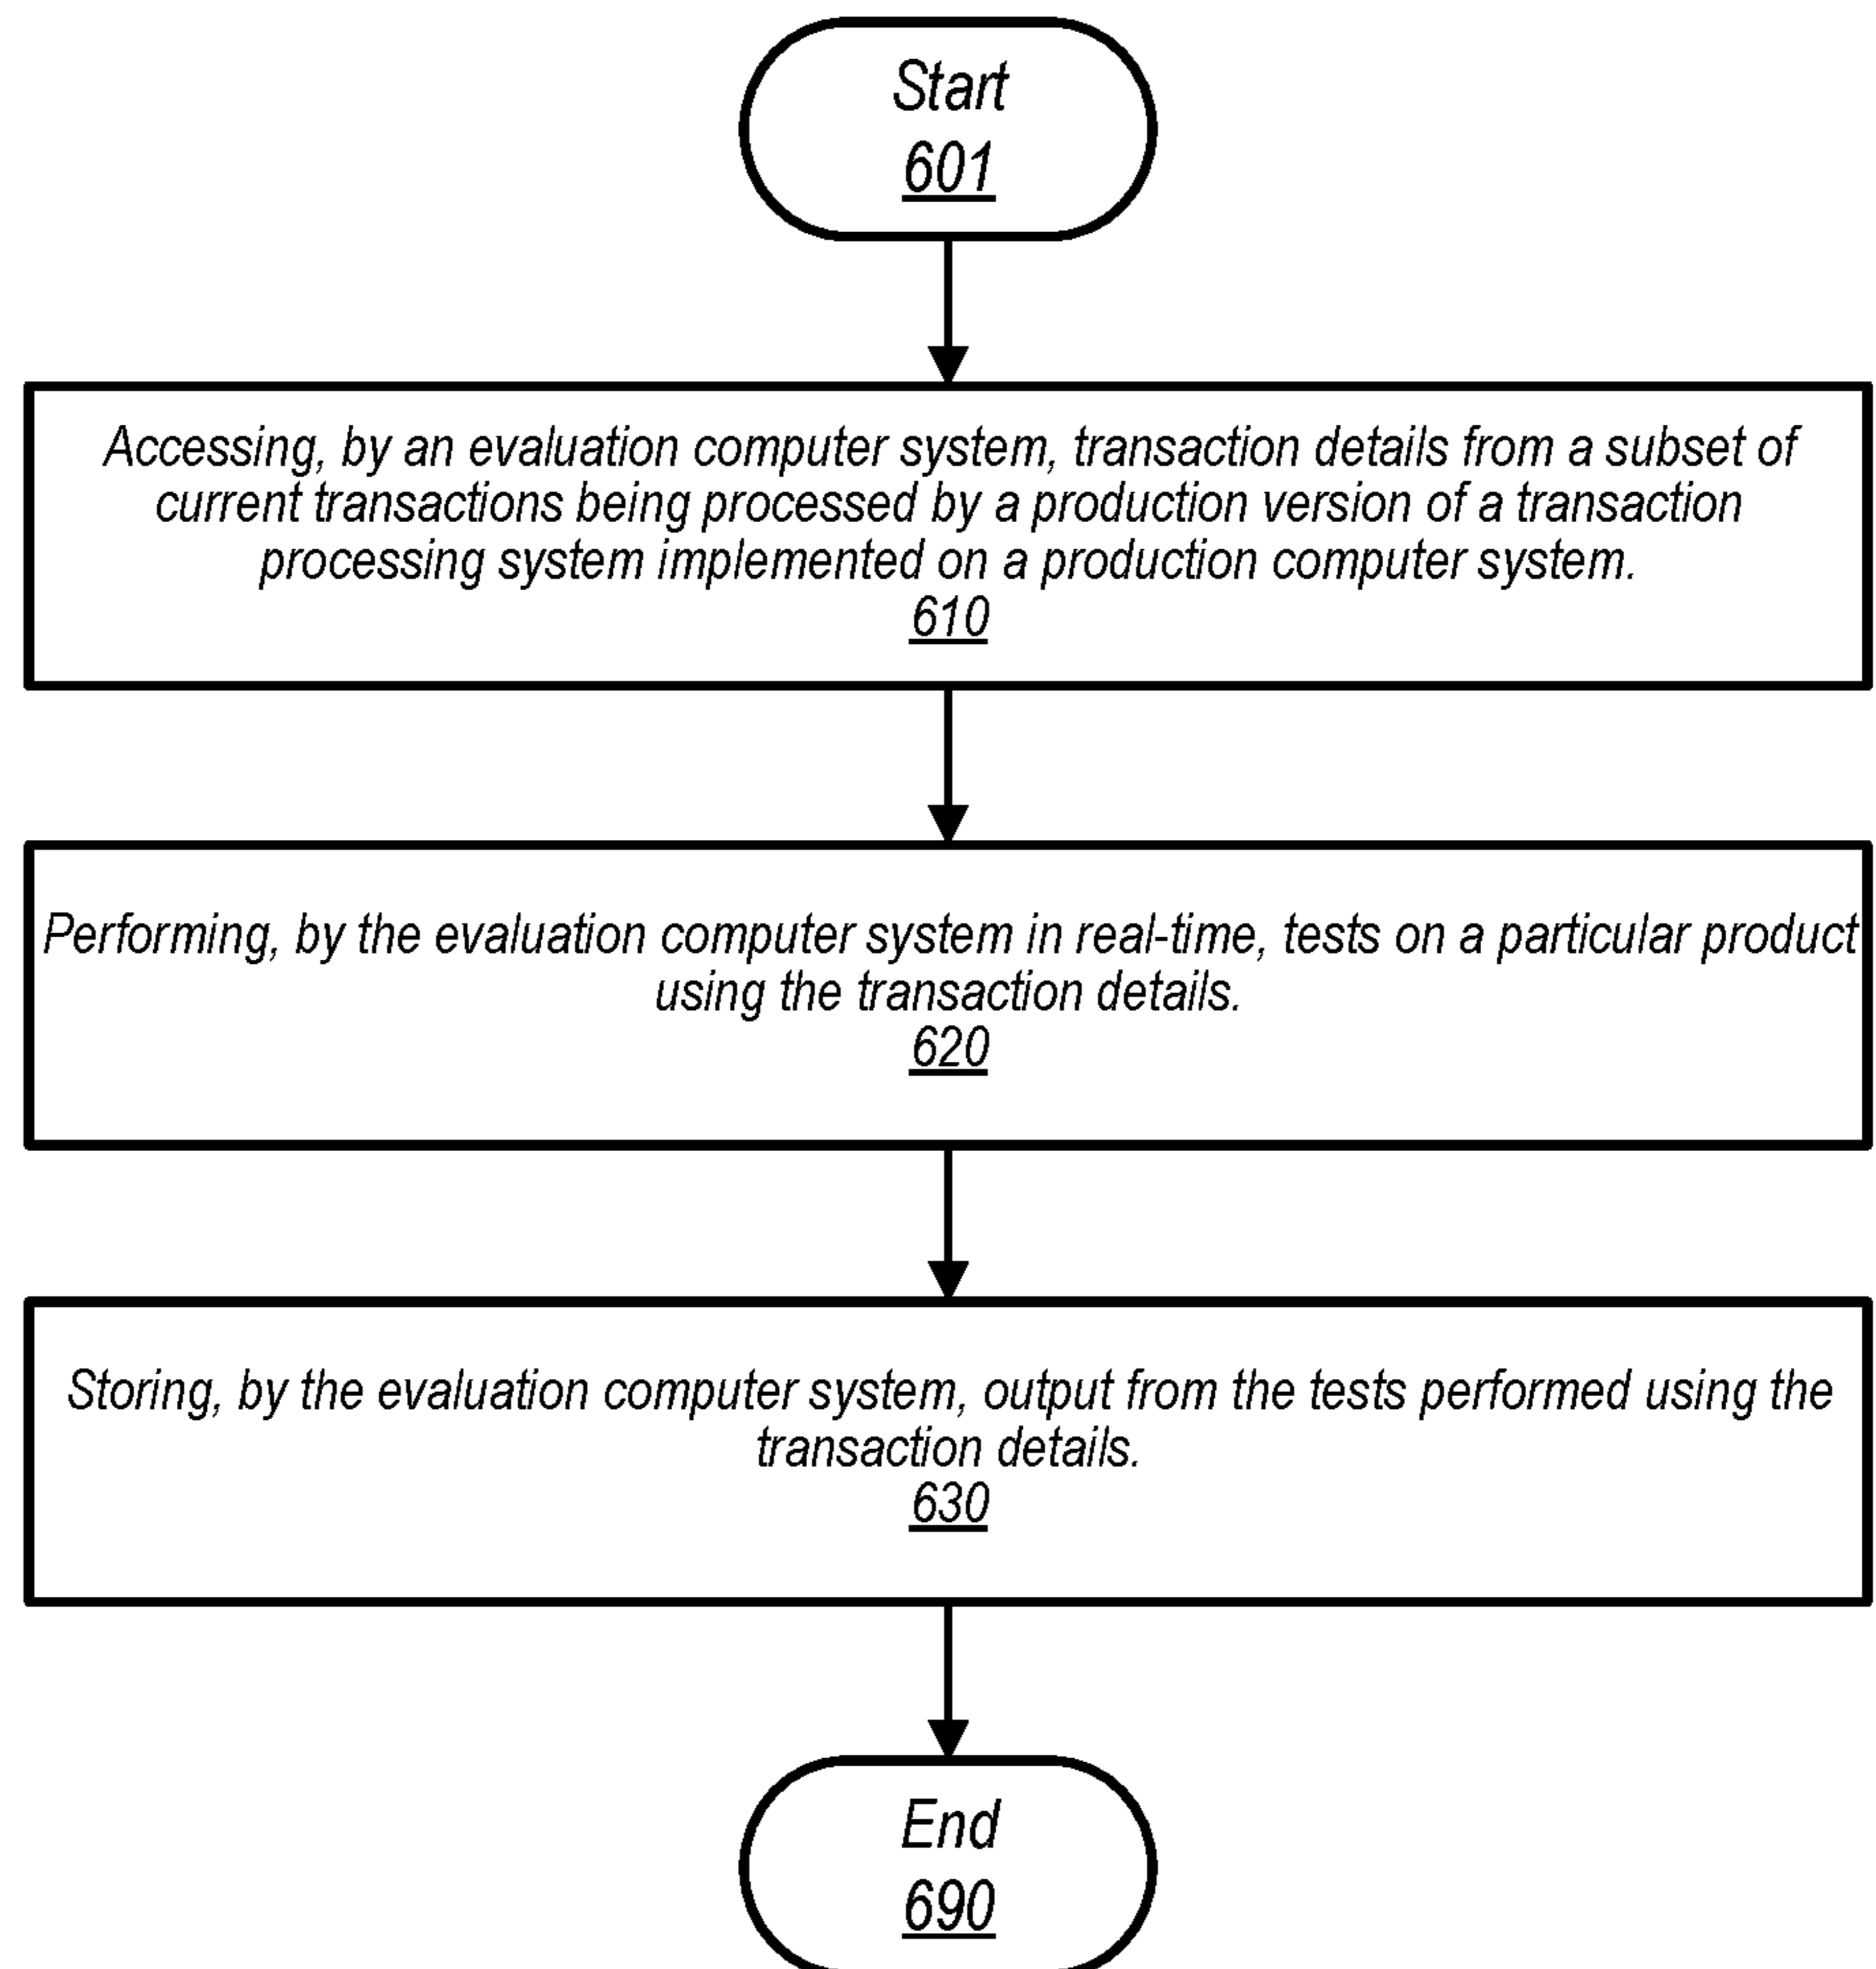 Start
601
Accessing, by an evaluation computer system, transaction details from a subset of
current transactions being processed by a production version of a transaction
processing system implemented on a production computer system.
610
Performing, by the evaluation computer system in real-time, tests on a particular product
using the transaction details.
620
Storing, by the evaluation computer system, output from the tests performed using the
transaction details.
630
End
690